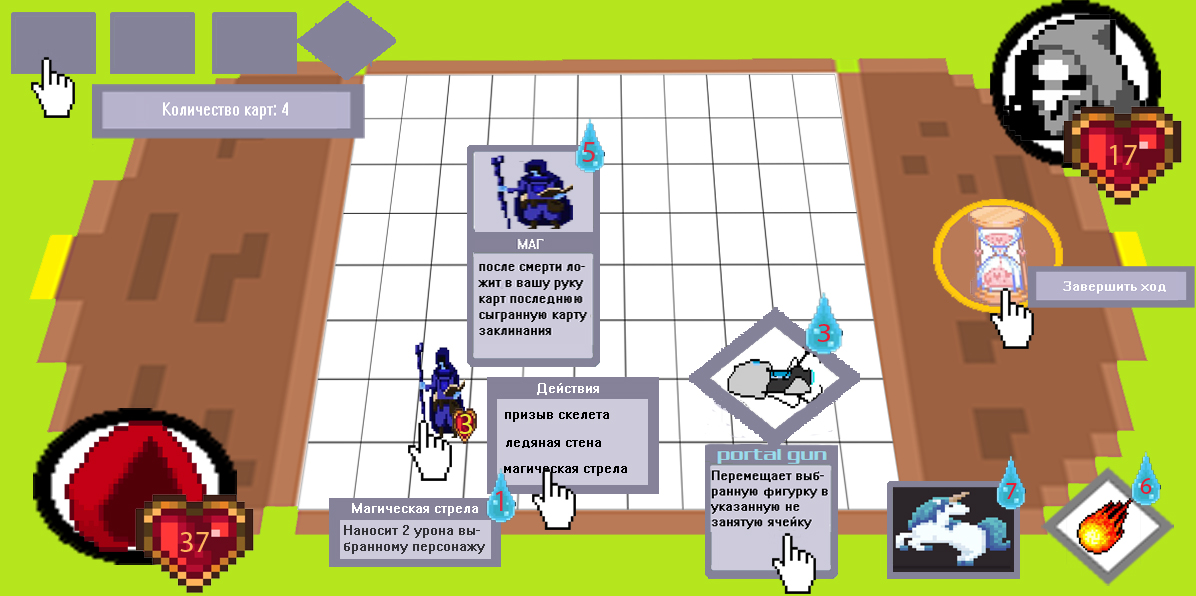 Количество карт: 4
17
5
МАГ
после смерти ло-
жит в вашу руку
карт последнюю
сыгранную карту
заклинания
Завершить ход
3
Действия
призыв скелета
ледяная стена
магическая стрела
3
portal gun
Перемещает выб-
ранную фигурку в
указанную не
занятую ячейку
1
Магическая стрела
Наносит 2 урона вы-
бранному персонажу
37
7
6